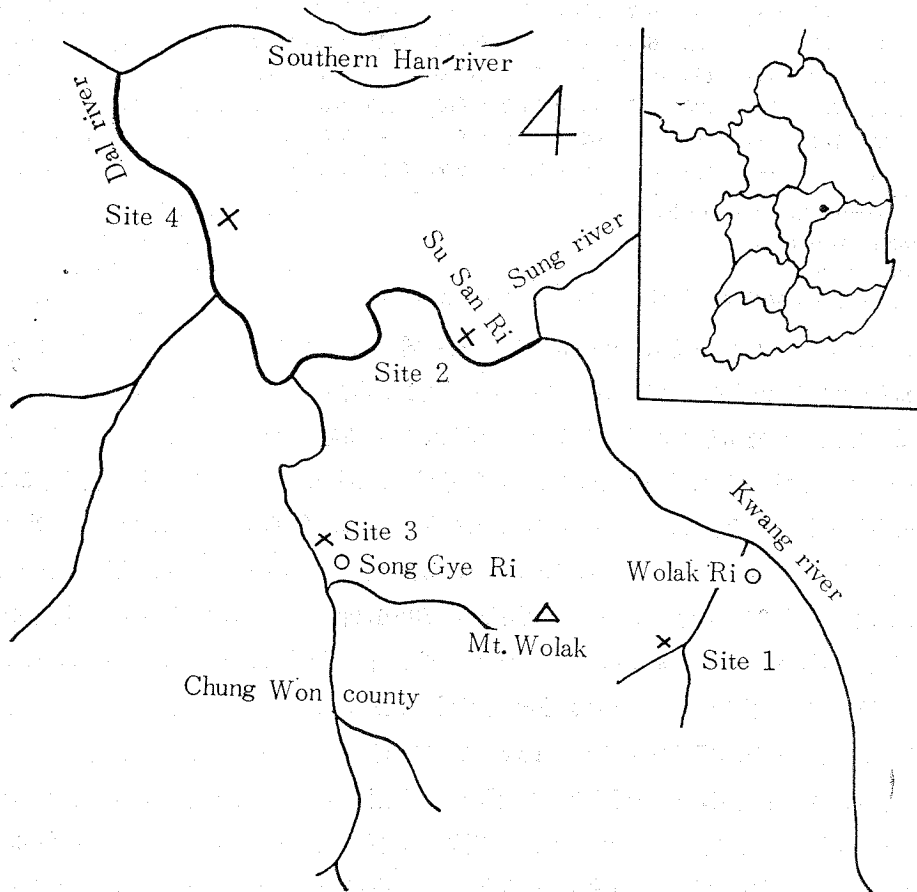 Southern Han river
Dal river
Site 4
Su San Ri
Sung river
Site 2
Kwang river
Site 3
Song Gye Ri
Wolak Ri
Mt. Wolak
Site 1
Chung Won county